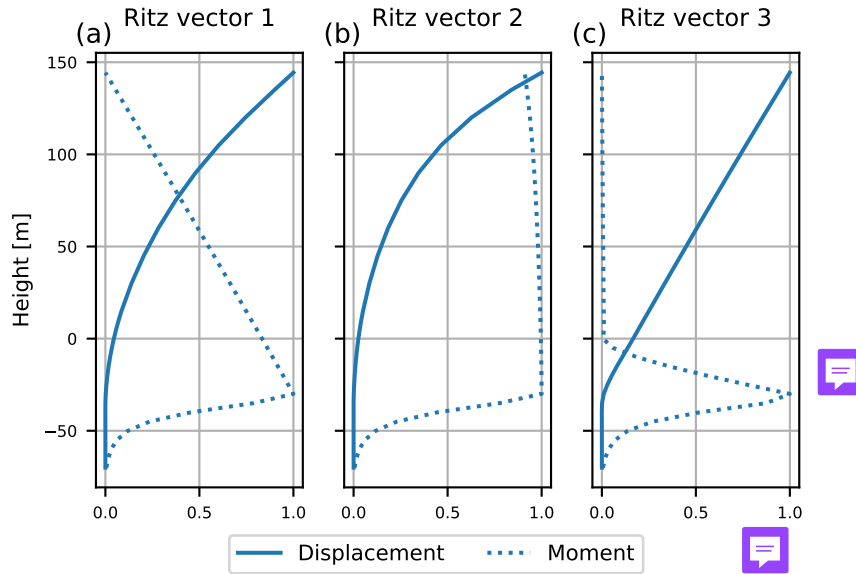 Ritz vector 1 Ritz vector 2 Ritz vector 3
(a) (b) (c)
150
100
50
0
−50
Height [m]
0.0 0.5 1.0 0.0 0.5 1.0 0.0 0.5 1.0
Displacement Moment